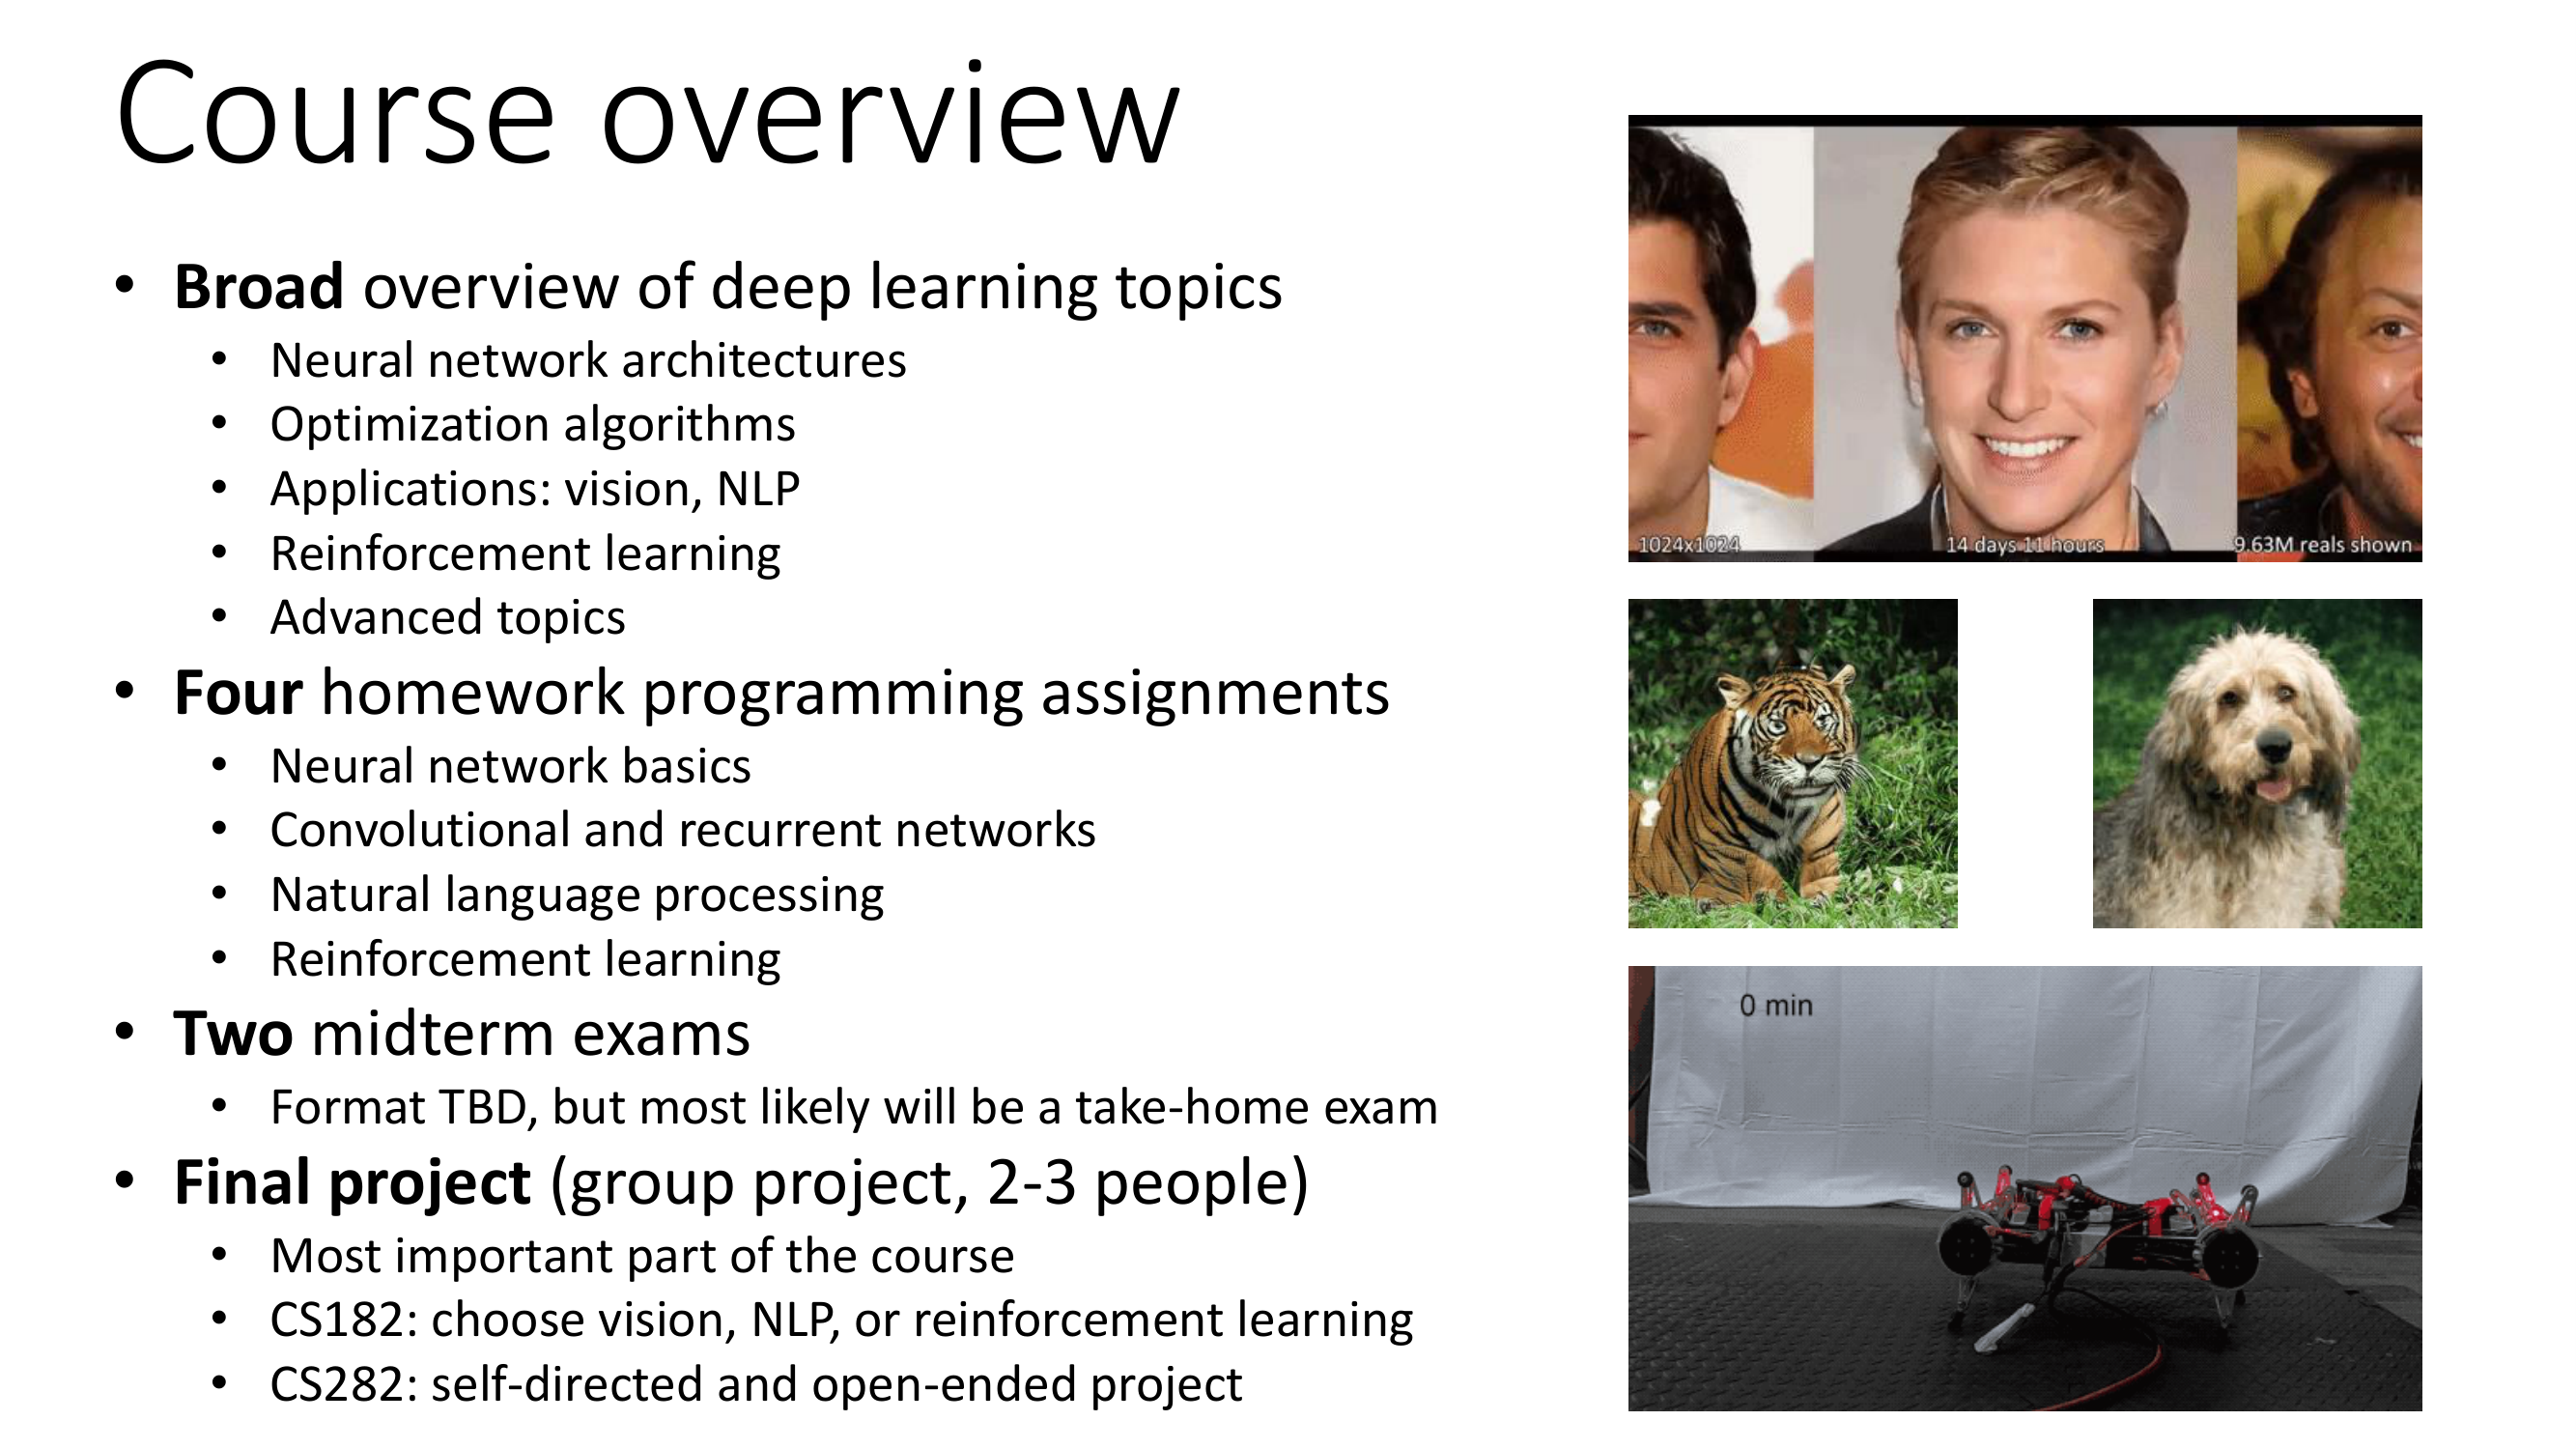 Course overview
• Broad overview of deep learning topics
• Neural network architectures
• Optimization algorithms
• Applications: vision, NLP
• Reinforcement learning
• Advanced topics
• Four homework programming assignments
• Neural network basics
• Convolutional and recurrent networks
• Natural language processing
• Reinforcement learning
• Two midterm exams
• Format TBD, but most likely will be a take-home exam
• Final project (group project, 2-3 people)
• Most important part of the course
• CS182: choose vision, NLP, or reinforcement learning
• CS282: self-directed and open-ended project
1024x1024
14 days 11 hours
9.63M reals shown
0 min